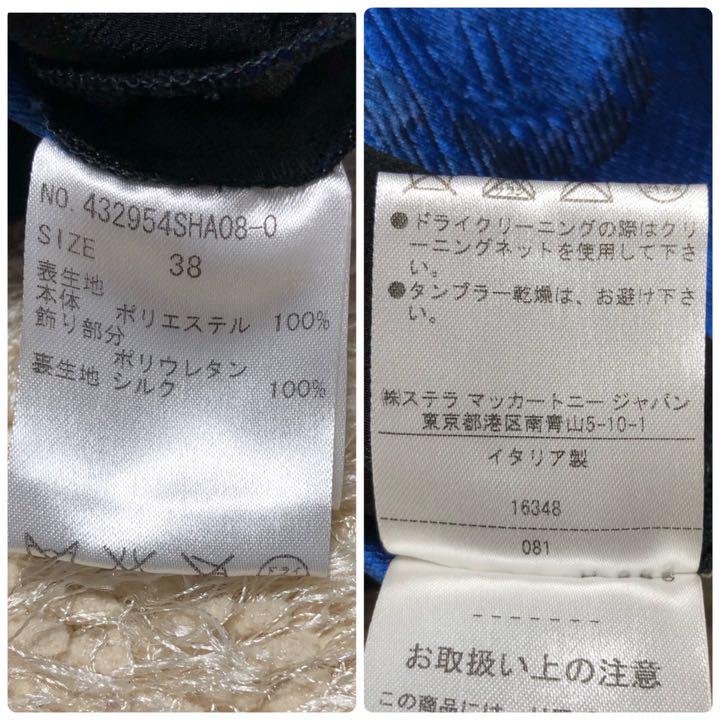 NO. 432954SHA08-0
SIZE 38
表生地
本体 ポリエステル 100%
飾り部分
ポリウレタン
裏生地 シルク 100%
ドライ
●ドライクリーニングの際はクリ
ーニングネットを使用して下さ
い。
●タンブラー乾燥は、お避け下さ
い。
㈱ステラ マッカートニー ジャパン
東京都港区南青山5-10-1
イタリア製
16348
081
-------
お取扱い上の注意
この商品には、